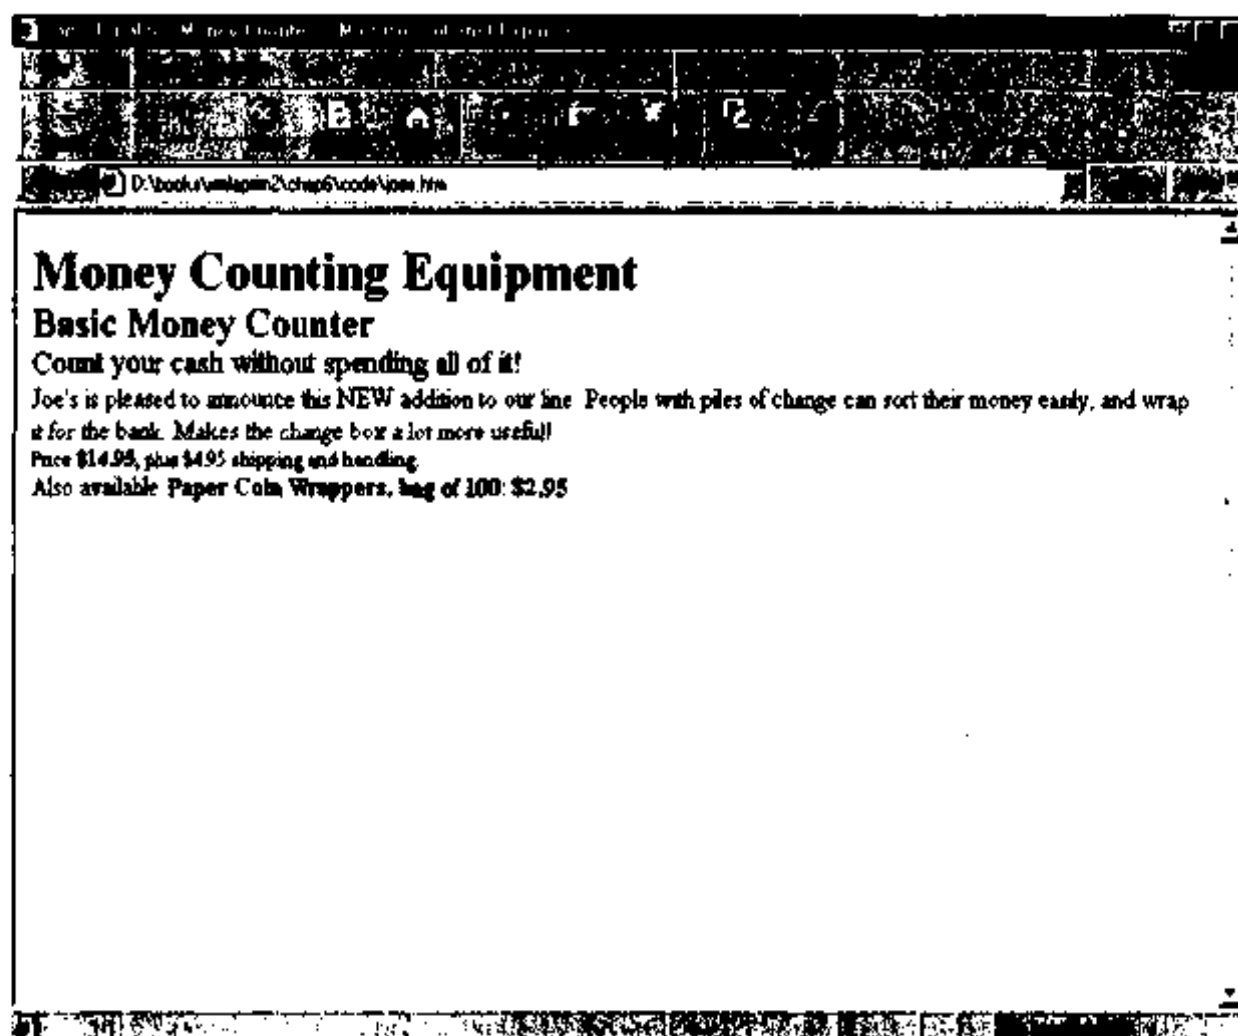 D:\books\xmlaprim2\chap6\code\joes.htm
Money Counting Equipment
Basic Money Counter
Count your cash without spending all of it!
Joe's is pleased to announce this NEW addition to our line. People with piles of change can sort their money easily, and wrap
it for the bank. Makes the change box a lot more useful!
Price $14.95, plus $4.95 shipping and handling.
Also available: Paper Coin Wrappers, bag of 100: $2.95